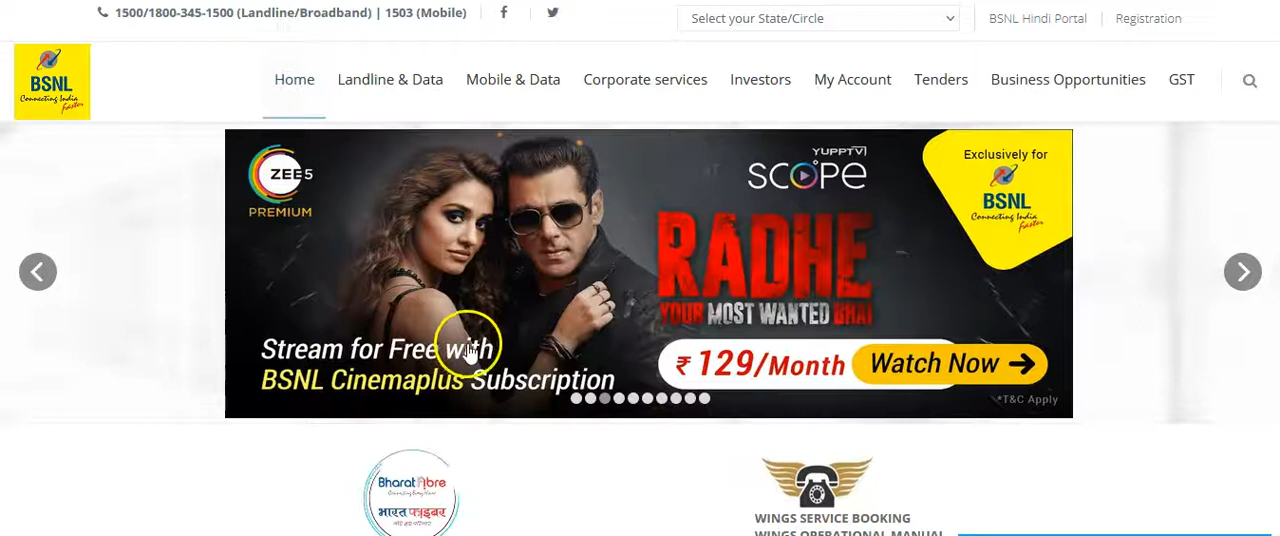 1500/1800-345-1500 (Landline/Broadband) | 1503 (Mobile)
Select your State/Circle
BSNL Hindi Portal
Registration
BSNL
Connecting India
Faster
Home
Landline & Data
Mobile & Data
Corporate services
Investors
My Account
Tenders
Business Opportunities
GST
ZEE5
PREMIUM
YUPPTV
SCOPE
Exclusively for
BSNL
Connecting India
Faster
RADHE
YOUR MOST WANTED BHAI
Stream for Free with
BSNL Cinemaplus Subscription
₹ 129/Month
Watch Now
*T&C Apply
Bharat Fibre
भारत फाइबर
WINGS SERVICE BOOKING
WINGS OPERATIONAL MANUAL